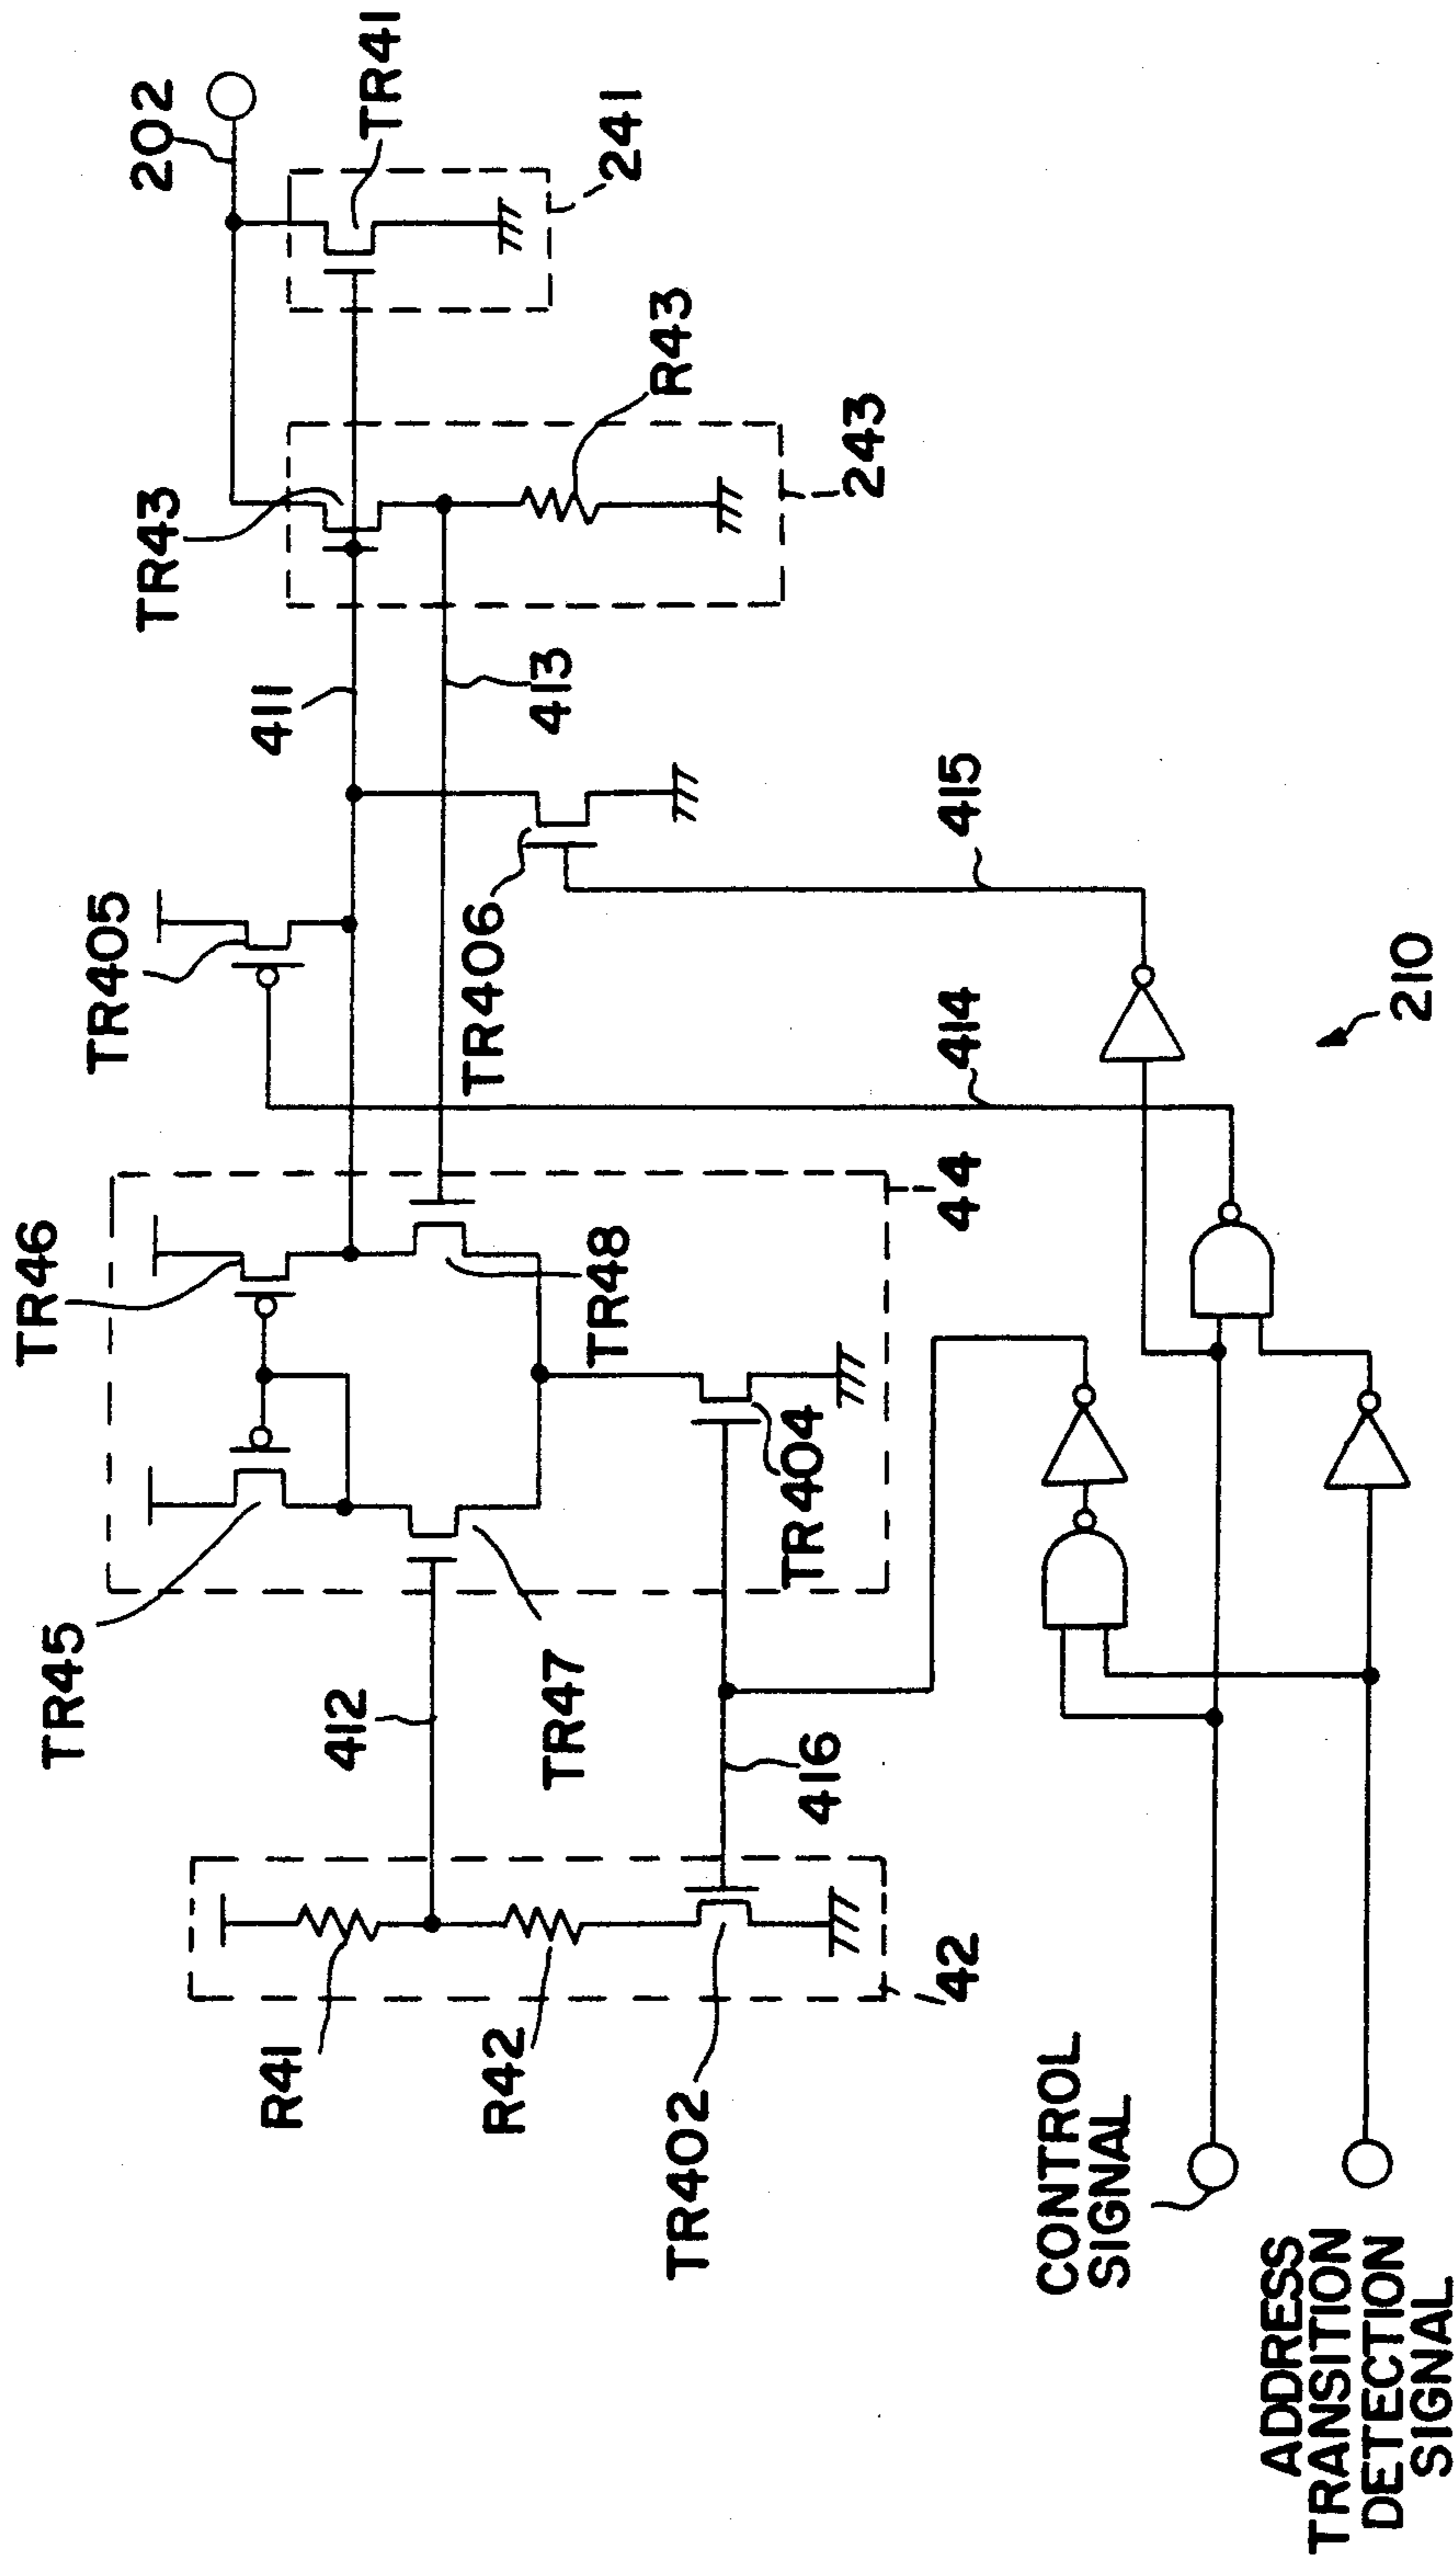 202
TR41
241
TR43
R43
243
411
413
TR405
TR406
415
414
210
TR46
TR48
44
TR45
TR47
TR404
412
416
R41
R42
TR402
42
CONTROL
SIGNAL
ADDRESS
TRANSITION
DETECTION
SIGNAL